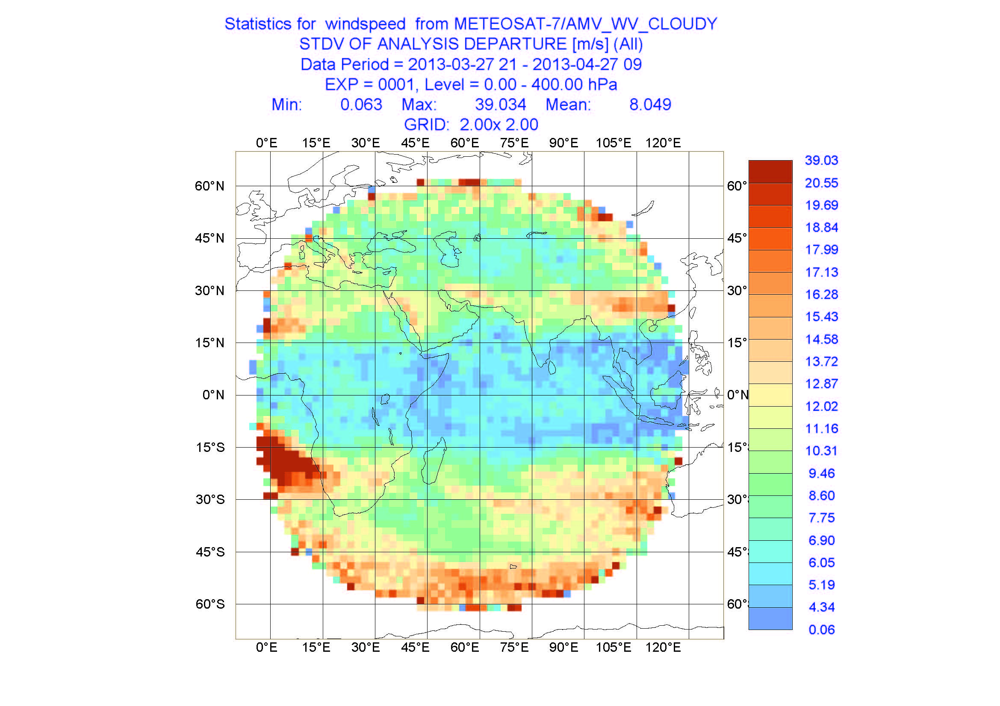 Statistics for windspeed from METEOSAT-7/AMV_WV_CLOUDY
STDV OF ANALYSIS DEPARTURE [m/s] (All)
Data Period = 2013-03-27 21 - 2013-04-27 09
EXP = 0001, Level = 0.00 - 400.00 hPa
Min: 0.063 Max: 39.034 Mean: 8.049
GRID: 2.00x 2.00
0°E 15°E 30°E 45°E 60°E 75°E 90°E 105°E 120°E
39.03
20.55
60°N 60°
19.69
18.84
45°N 45°
17.99
17.13
30°N 30°
16.28
15.43
15°N 15°
14.58
13.72
12.87
0°N 0°N
12.02
11.16
15°S 15°S
10.31
9.46
8.60
30°S 30°S
7.75
6.90
45°S 45°S
6.05
5.19
60°S 60°S
4.34
0.06
0°E 15°E 30°E 45°E 60°E 75°E 90°E 105°E 120°E